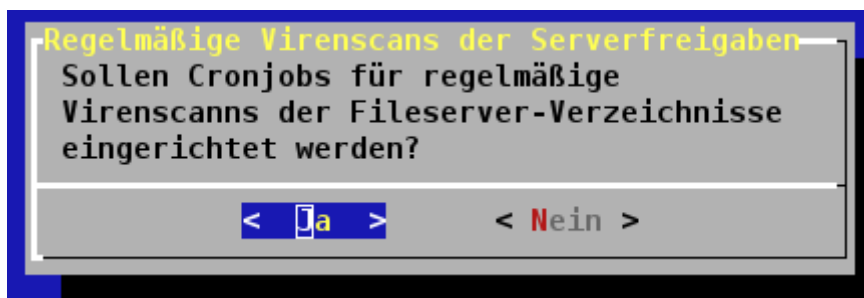 Regelmäßige Virenscans der Serverfreigaben
Sollen Cronjobs für regelmäßige
Virenscanns der Fileserver-Verzeichnisse
eingerichtet werden?
< Ja > < Nein >